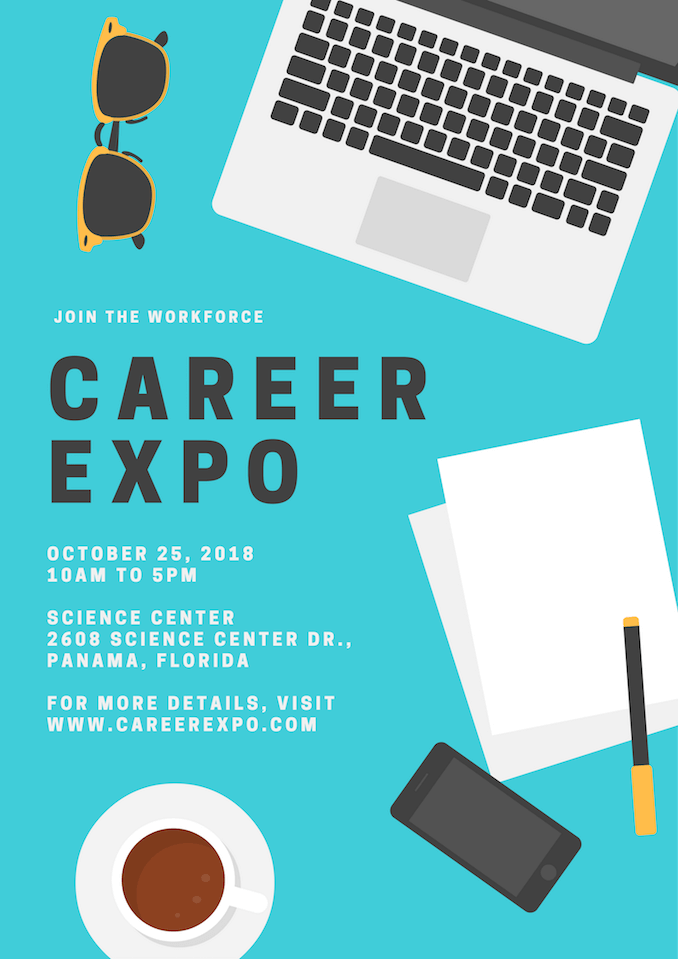 JOIN THE WORKFORCE
CAREER
EXPO
OCTOBER 25, 2018
10AM TO 5PM
SCIENCE CENTER
2608 SCIENCE CENTER DR.,
PANAMA, FLORIDA
FOR MORE DETAILS, VISIT
WWW.CAREEREXPO.COM